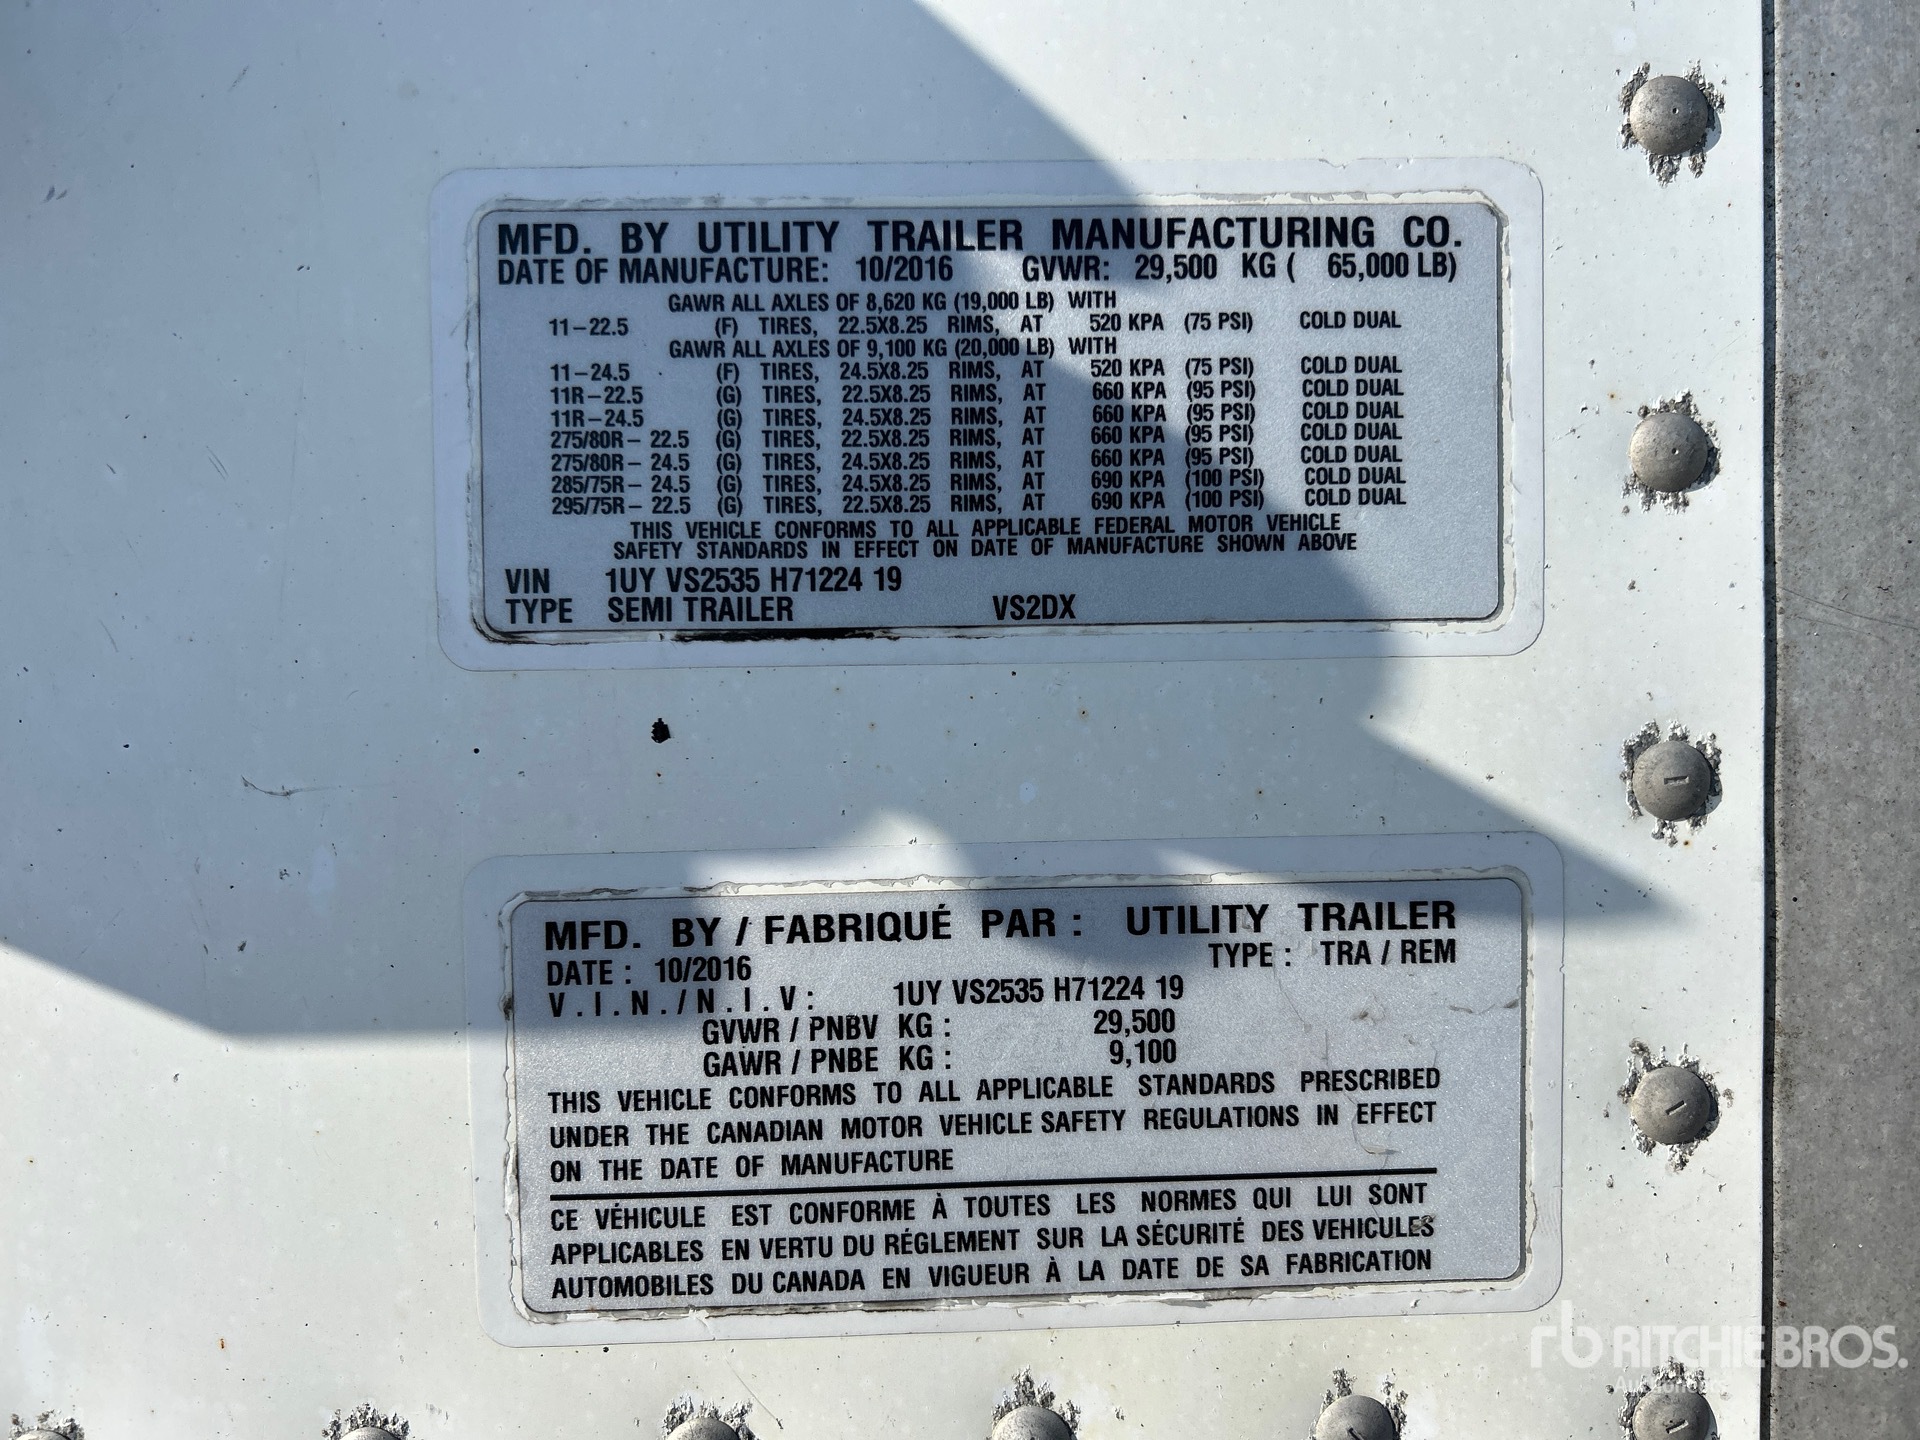 MFD. BY UTILITY TRAILER MANUFACTURING CO.
DATE OF MANUFACTURE: 10/2016 GVWR: 29,500 KG ( 65,000 LB)
GAWR ALL AXLES OF 8,620 KG (19,000 LB) WITH
11-22.5 (F) TIRES, 22.5X8.25 RIMS, AT 520 KPA (75 PSI) COLD DUAL
GAWR ALL AXLES OF 9,100 KG (20,000 LB) WITH
11-24.5 (F) TIRES, 24.5X8.25 RIMS, AT 520 KPA (75 PSI) COLD DUAL
11R-22.5 (G) TIRES, 22.5X8.25 RIMS, AT 660 KPA (95 PSI) COLD DUAL
11R-24.5 (G) TIRES, 24.5X8.25 RIMS, AT 660 KPA (95 PSI) COLD DUAL
275/80R- 22.5 (G) TIRES, 22.5X8.25 RIMS, AT 660 KPA (95 PSI) COLD DUAL
275/80R- 24.5 (G) TIRES, 24.5X8.25 RIMS, AT 660 KPA (95 PSI) COLD DUAL
285/75R- 24.5 (G) TIRES, 24.5X8.25 RIMS, AT 690 KPA (100 PSI) COLD DUAL
295/75R- 22.5 (G) TIRES, 22.5X8.25 RIMS, AT 690 KPA (100 PSI) COLD DUAL
THIS VEHICLE CONFORMS TO ALL APPLICABLE FEDERAL MOTOR VEHICLE
SAFETY STANDARDS IN EFFECT ON DATE OF MANUFACTURE SHOWN ABOVE
VIN 1UY VS2535 H71224 19
TYPE SEMI TRAILER VS2DX
MFD. BY / FABRIQUÉ PAR : UTILITY TRAILER
DATE : 10/2016 TYPE : TRA / REM
V.I.N./N.I.V: 1UY VS2535 H71224 19
GVWR / PNBV KG : 29,500
GAWR / PNBE KG : 9,100
THIS VEHICLE CONFORMS TO ALL APPLICABLE STANDARDS PRESCRIBED
UNDER THE CANADIAN MOTOR VEHICLE SAFETY REGULATIONS IN EFFECT
ON THE DATE OF MANUFACTURE
CE VÉHICULE EST CONFORME À TOUTES LES NORMES QUI LUI SONT
APPLICABLES EN VERTU DU RÉGLEMENT SUR LA SÉCURITÉ DES VEHICULES
AUTOMOBILES DU CANADA EN VIGUEUR À LA DATE DE SA FABRICATION
rb RITCHIE BROS.
Auctioneers